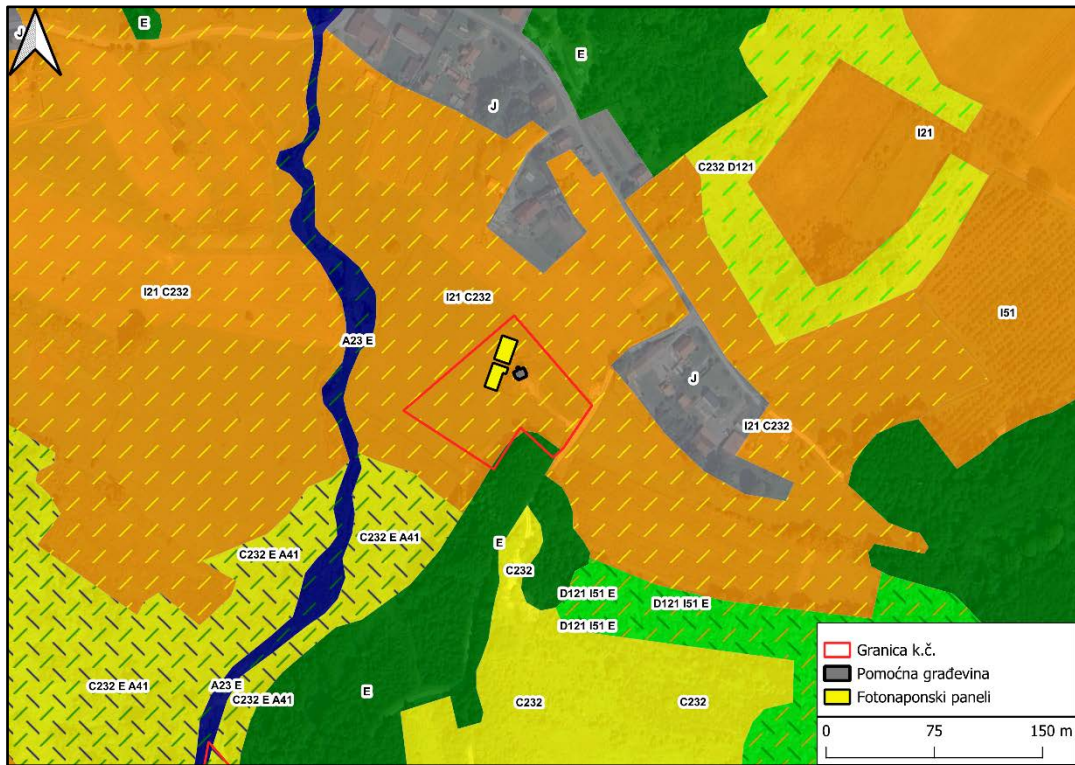 E
J
E
J
I21
C232 D121
I21 C232
I21 C232
I51
A23 E
J
I21 C232
C232 E A41
C232 E A41
E
C232
D121 I51 E
D121 I51 E
D121 I51 E
C232 E A41
A23 E
C232 E A41
E
C232
C232
Granica k.č.
Pomoćna građevina
Fotonaponski paneli
0 75 150 m